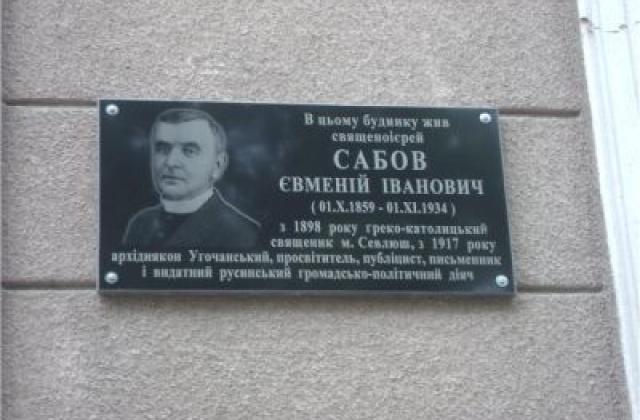 В цьому будинку жив
священоієрей
САБОВ
ЄВМЕНІЙ ІВАНОВИЧ
( 01.X.1859 - 01.XI.1934 )
з 1898 року греко-католицький
священик м. Севлюш, з 1917 року
архідиякон Угочанський, просвітитель, публіцист, письменник
і видатний русинський громадсько-політичний діяч